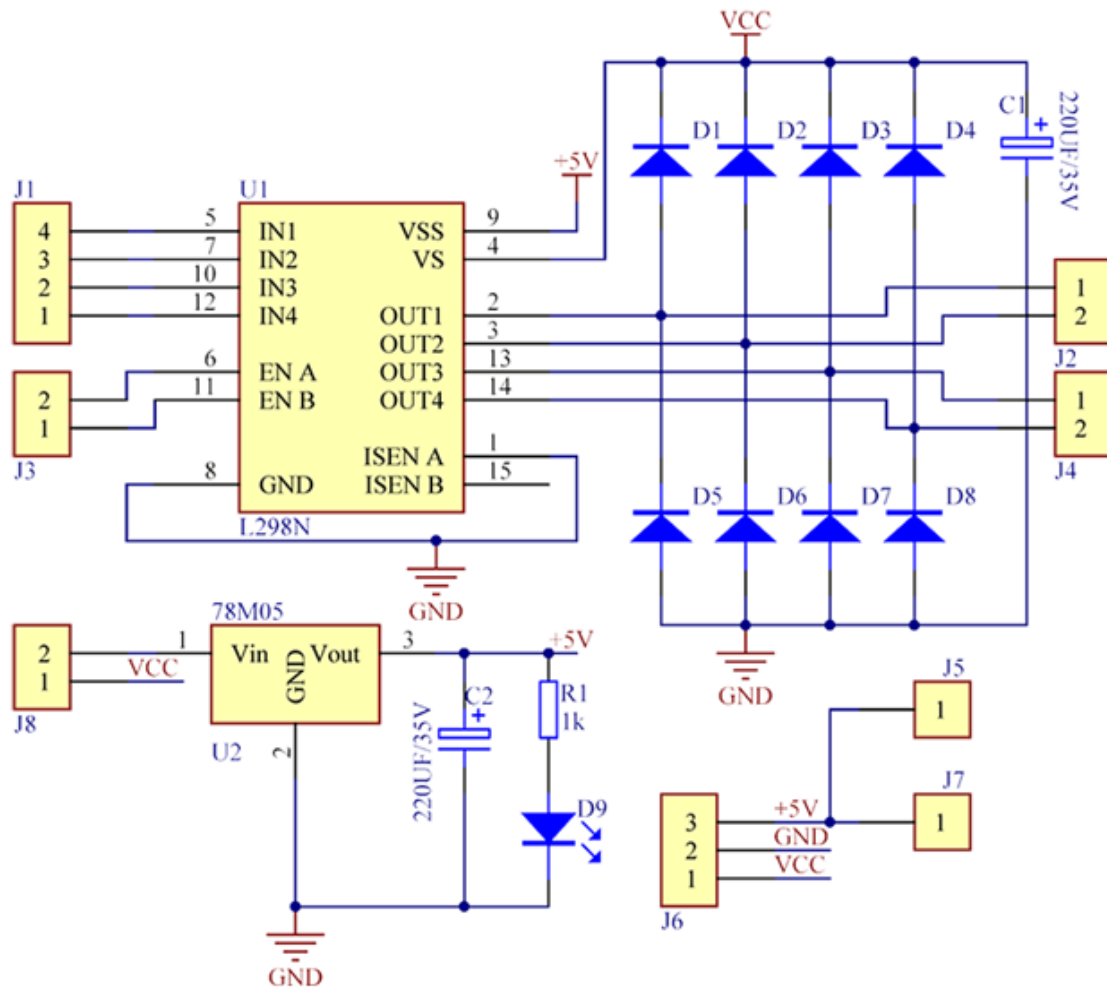 VCC
C1
+
220UF/35V
D1
D2
D3
D4
+5V
J1
U1
4
5
IN1
VSS
9
3
7
IN2
VS
4
2
10
IN3
1
12
IN4
OUT1
2
1
OUT2
3
2
6
EN A
OUT3
13
J2
2
11
EN B
OUT4
14
1
1
2
J3
ISEN A
1
J4
8
GND
ISEN B
15
L298N
D5
D6
D7
D8
GND
78M05
2
1
Vin
GND
Vout
3
+5V
1
VCC
J8
U2
2
C2
+
220UF/35V
R1
1k
GND
J5
1
D9
J7
3
+5V
1
2
GND
1
VCC
J6
GND